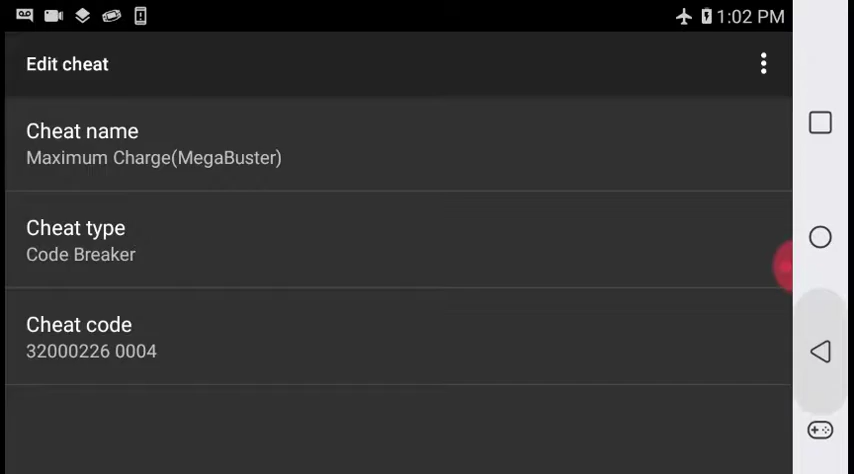 1:02 PM
Edit cheat
Cheat name
Maximum Charge(MegaBuster)
Cheat type
Code Breaker
Cheat code
32000226 0004